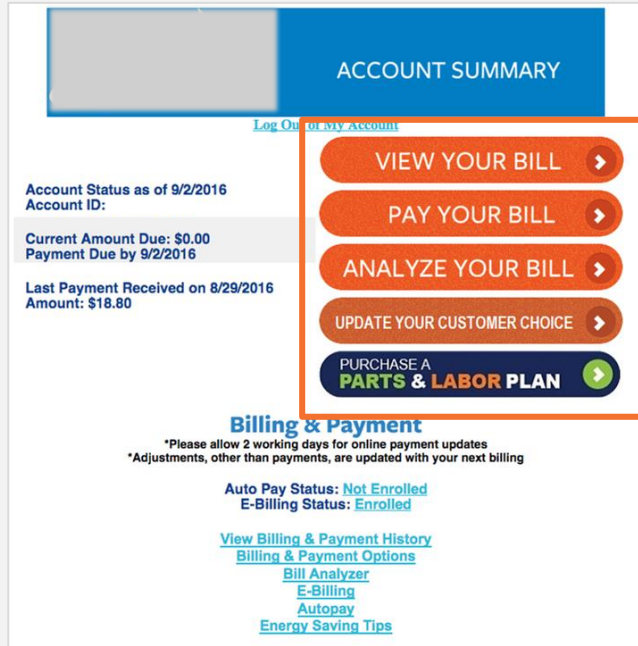 ACCOUNT SUMMARY
Log Out of My Account
Account Status as of 9/2/2016
Account ID:
Current Amount Due: $0.00
Payment Due by 9/2/2016
Last Payment Received on 8/29/2016
Amount: $18.80
VIEW YOUR BILL
PAY YOUR BILL
ANALYZE YOUR BILL
UPDATE YOUR CUSTOMER CHOICE
PURCHASE A
PARTS & LABOR PLAN
Billing & Payment
*Please allow 2 working days for online payment updates
*Adjustments, other than payments, are updated with your next billing
Auto Pay Status: Not Enrolled
E-Billing Status: Enrolled
View Billing & Payment History
Billing & Payment Options
Bill Analyzer
E-Billing
Autopay
Energy Saving Tips